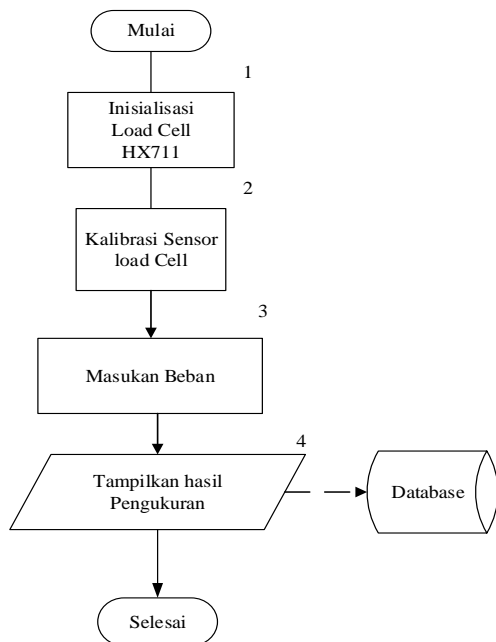 Mulai
1
Inisialisasi
Load Cell
HX711
2
Kalibrasi Sensor
load Cell
3
Masukan Beban
4
Tampilkan hasil
Pengukuran
Database
Selesai